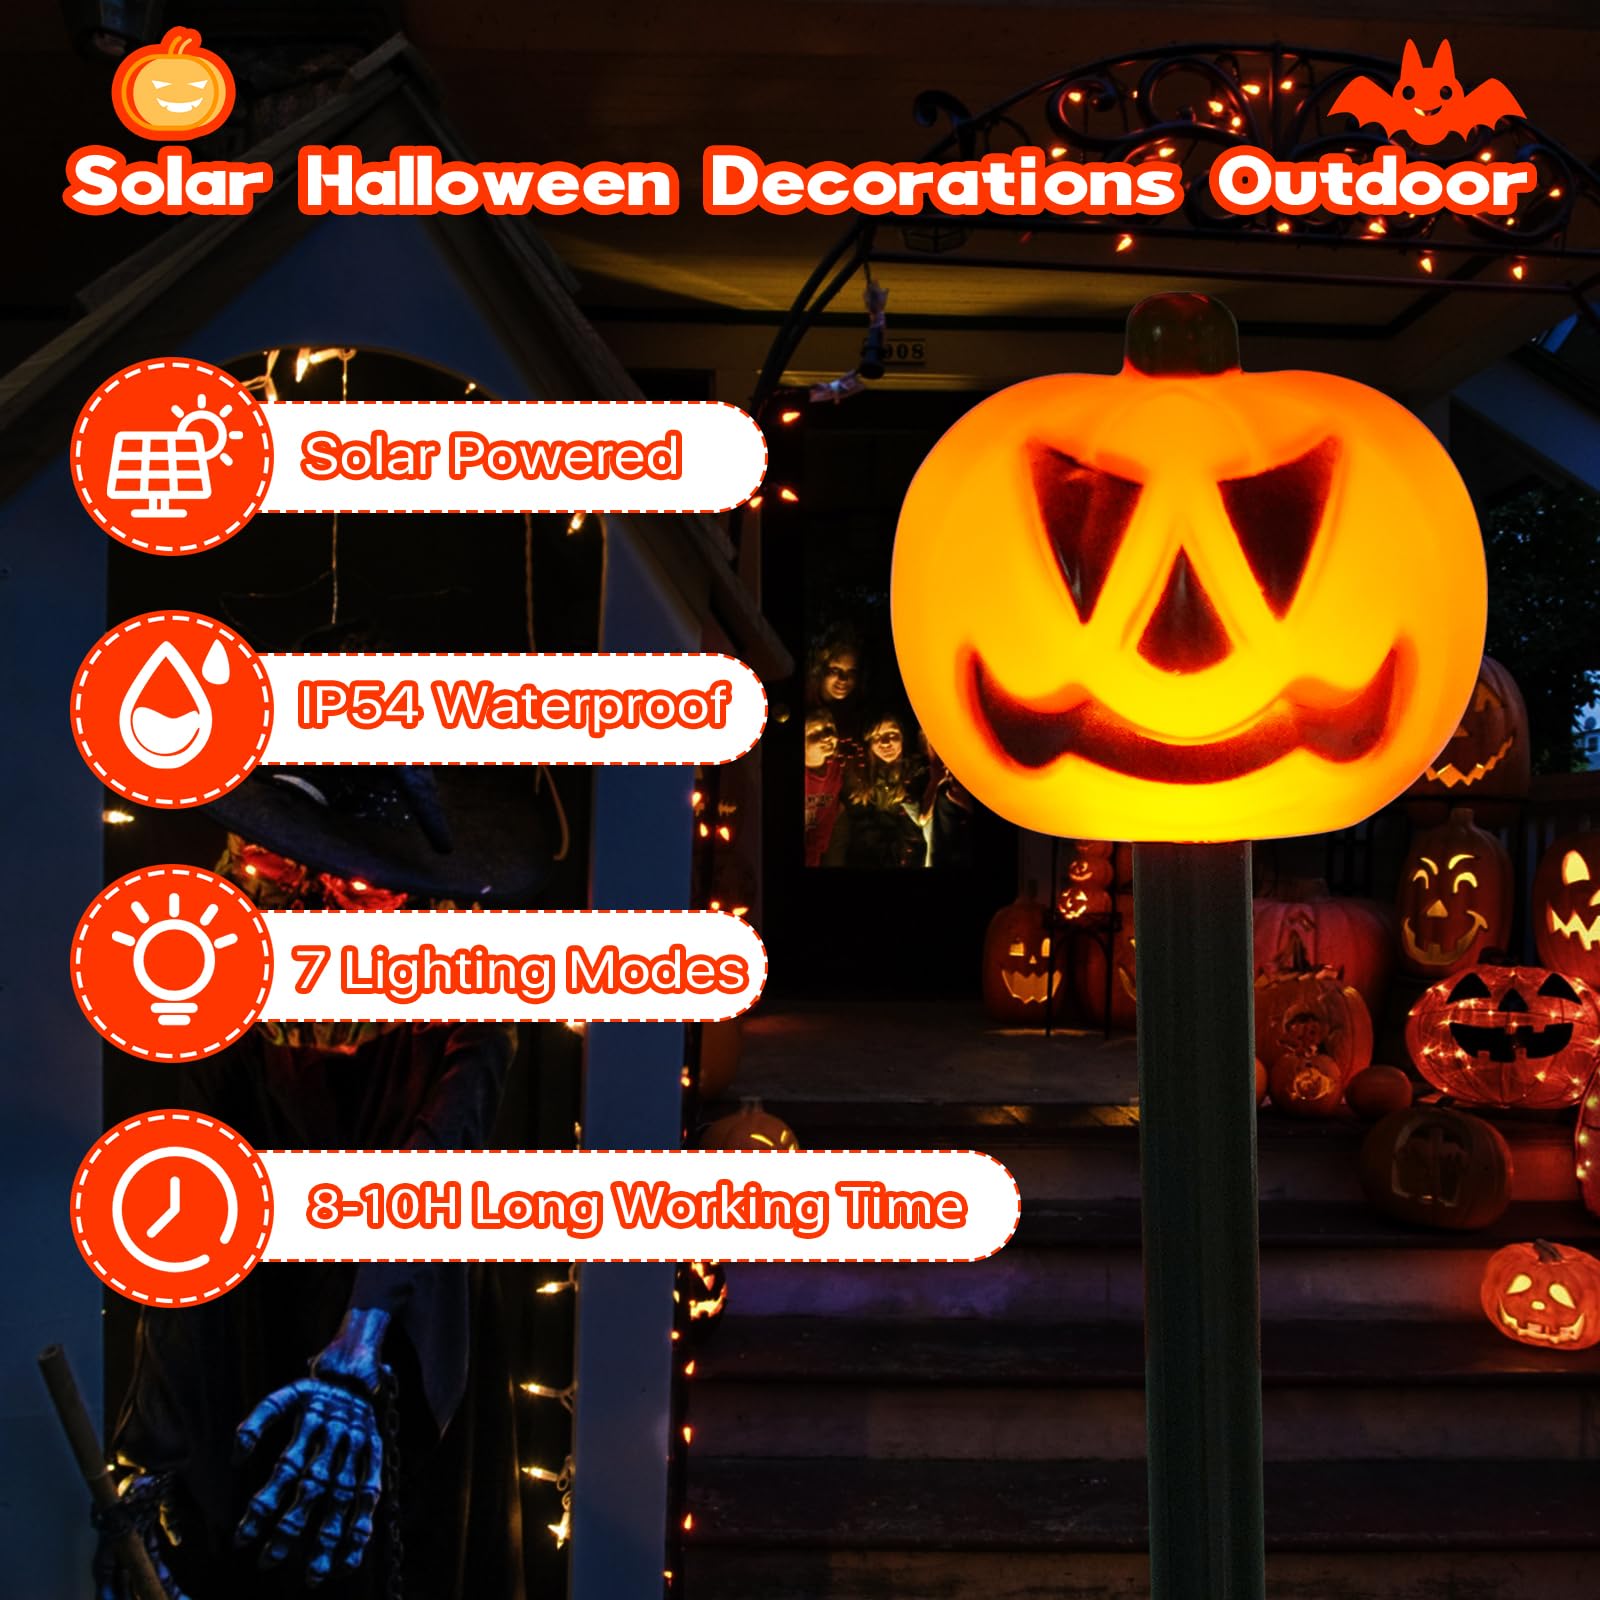 Solar Halloween Decorations Outdoor
Solar Powered
IP54 Waterproof
7 Lighting Modes
8-10H Long Working Time